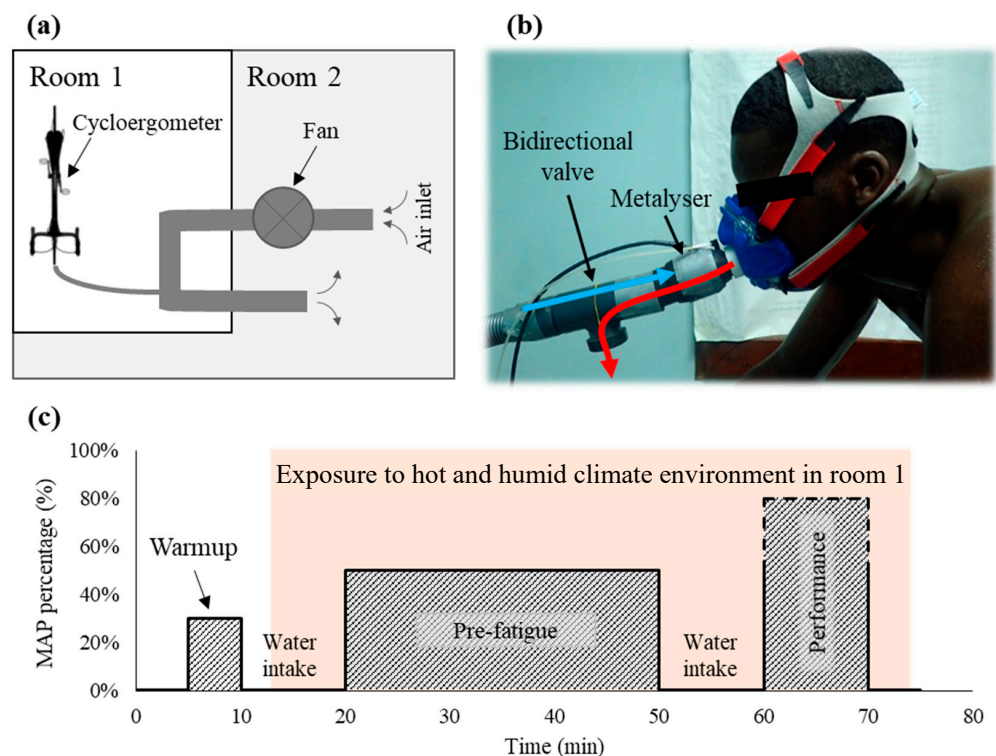 (a)
Room 1
Room 2
Cycloergometer
Fan
Air inlet
(b)
Bidirectional
valve
Metalyser
(c)
100%
80%
60%
40%
20%
0%
MAP percentage (%)
Exposure to hot and humid climate environment in room 1
Warmup
Water
intake
Pre-fatigue
Water
intake
Performance
0
10
20
30
40
50
60
70
80
Time (min)